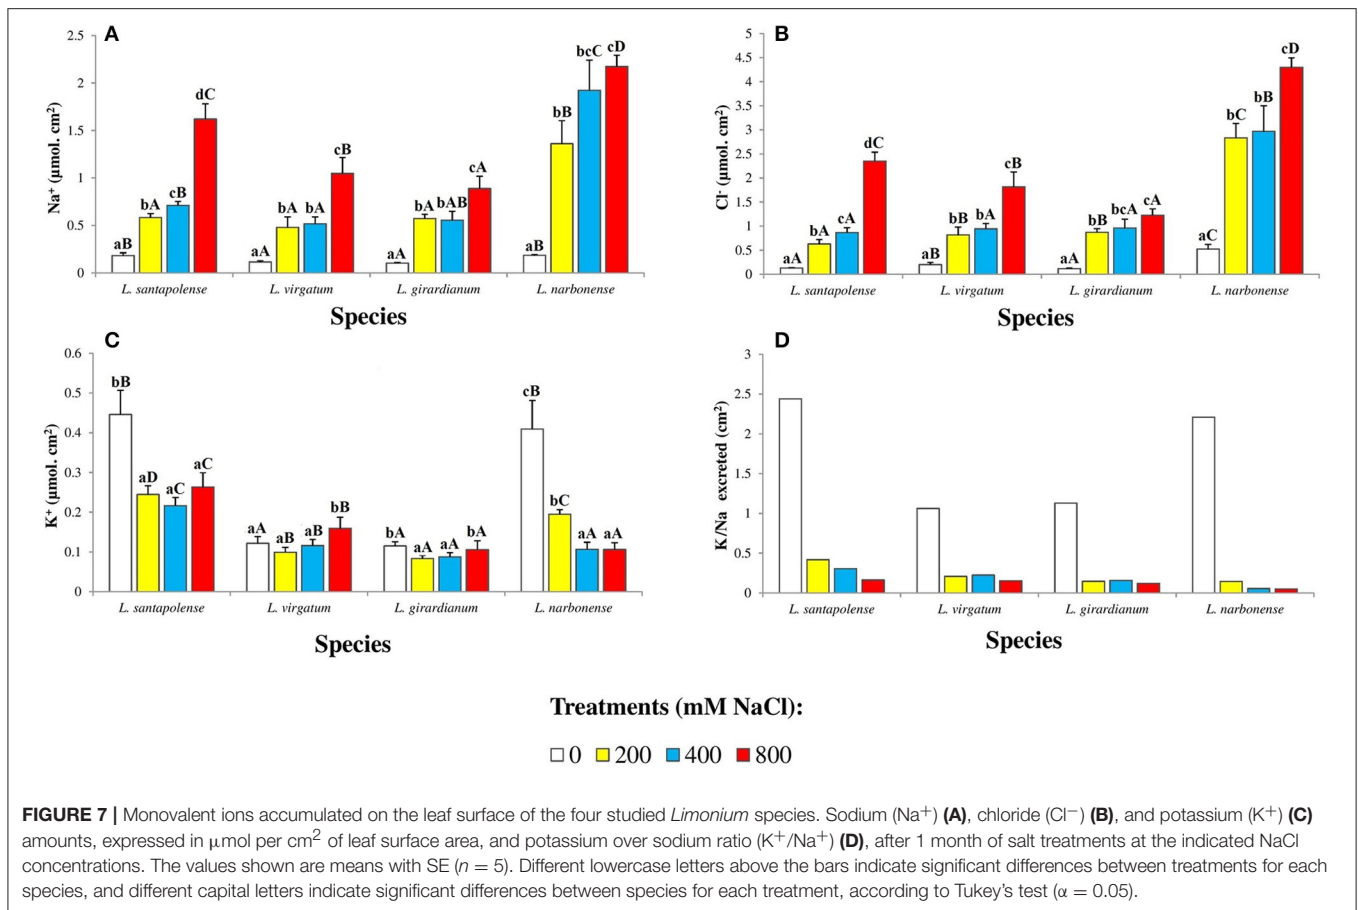 A
Na⁺ (µmol. cm²)
2.5
2
1.5
1
0.5
0
aB bA cB dC
aA bA bA cB
aA bA bAB cA
aB bB bcC cD
L. santapolense L. virgatum L. girardianum L. narbonense
Species
B
Cl⁻ (µmol. cm²)
5
4.5
4
3.5
3
2.5
2
1.5
1
0.5
0
aA bA cA dC
aB bB bA cB
aA bB bcA cA
aC bC bB cD
L. santapolense L. virgatum L. girardianum L. narbonense
Species
C
K⁺ (µmol. cm²)
0.6
0.5
0.4
0.3
0.2
0.1
0
bB aD aC aC
aA aB aB bB
bA aA aA bA
cB bC aA aA
L. santapolense L. virgatum L. girardianum L. narbonense
Species
D
K/Na excreted (cm²)
3
2.5
2
1.5
1
0.5
0
L. santapolense L. virgatum L. girardianum L. narbonense
Species
Treatments (mM NaCl):
0 200 400 800
FIGURE 7 | Monovalent ions accumulated on the leaf surface of the four studied Limonium species. Sodium (Na⁺) (A), chloride (Cl⁻) (B), and potassium (K⁺) (C)
amounts, expressed in µmol per cm² of leaf surface area, and potassium over sodium ratio (K⁺/Na⁺) (D), after 1 month of salt treatments at the indicated NaCl
concentrations. The values shown are means with SE (n = 5). Different lowercase letters above the bars indicate significant differences between treatments for each
species, and different capital letters indicate significant differences between species for each treatment, according to Tukey's test (α = 0.05).